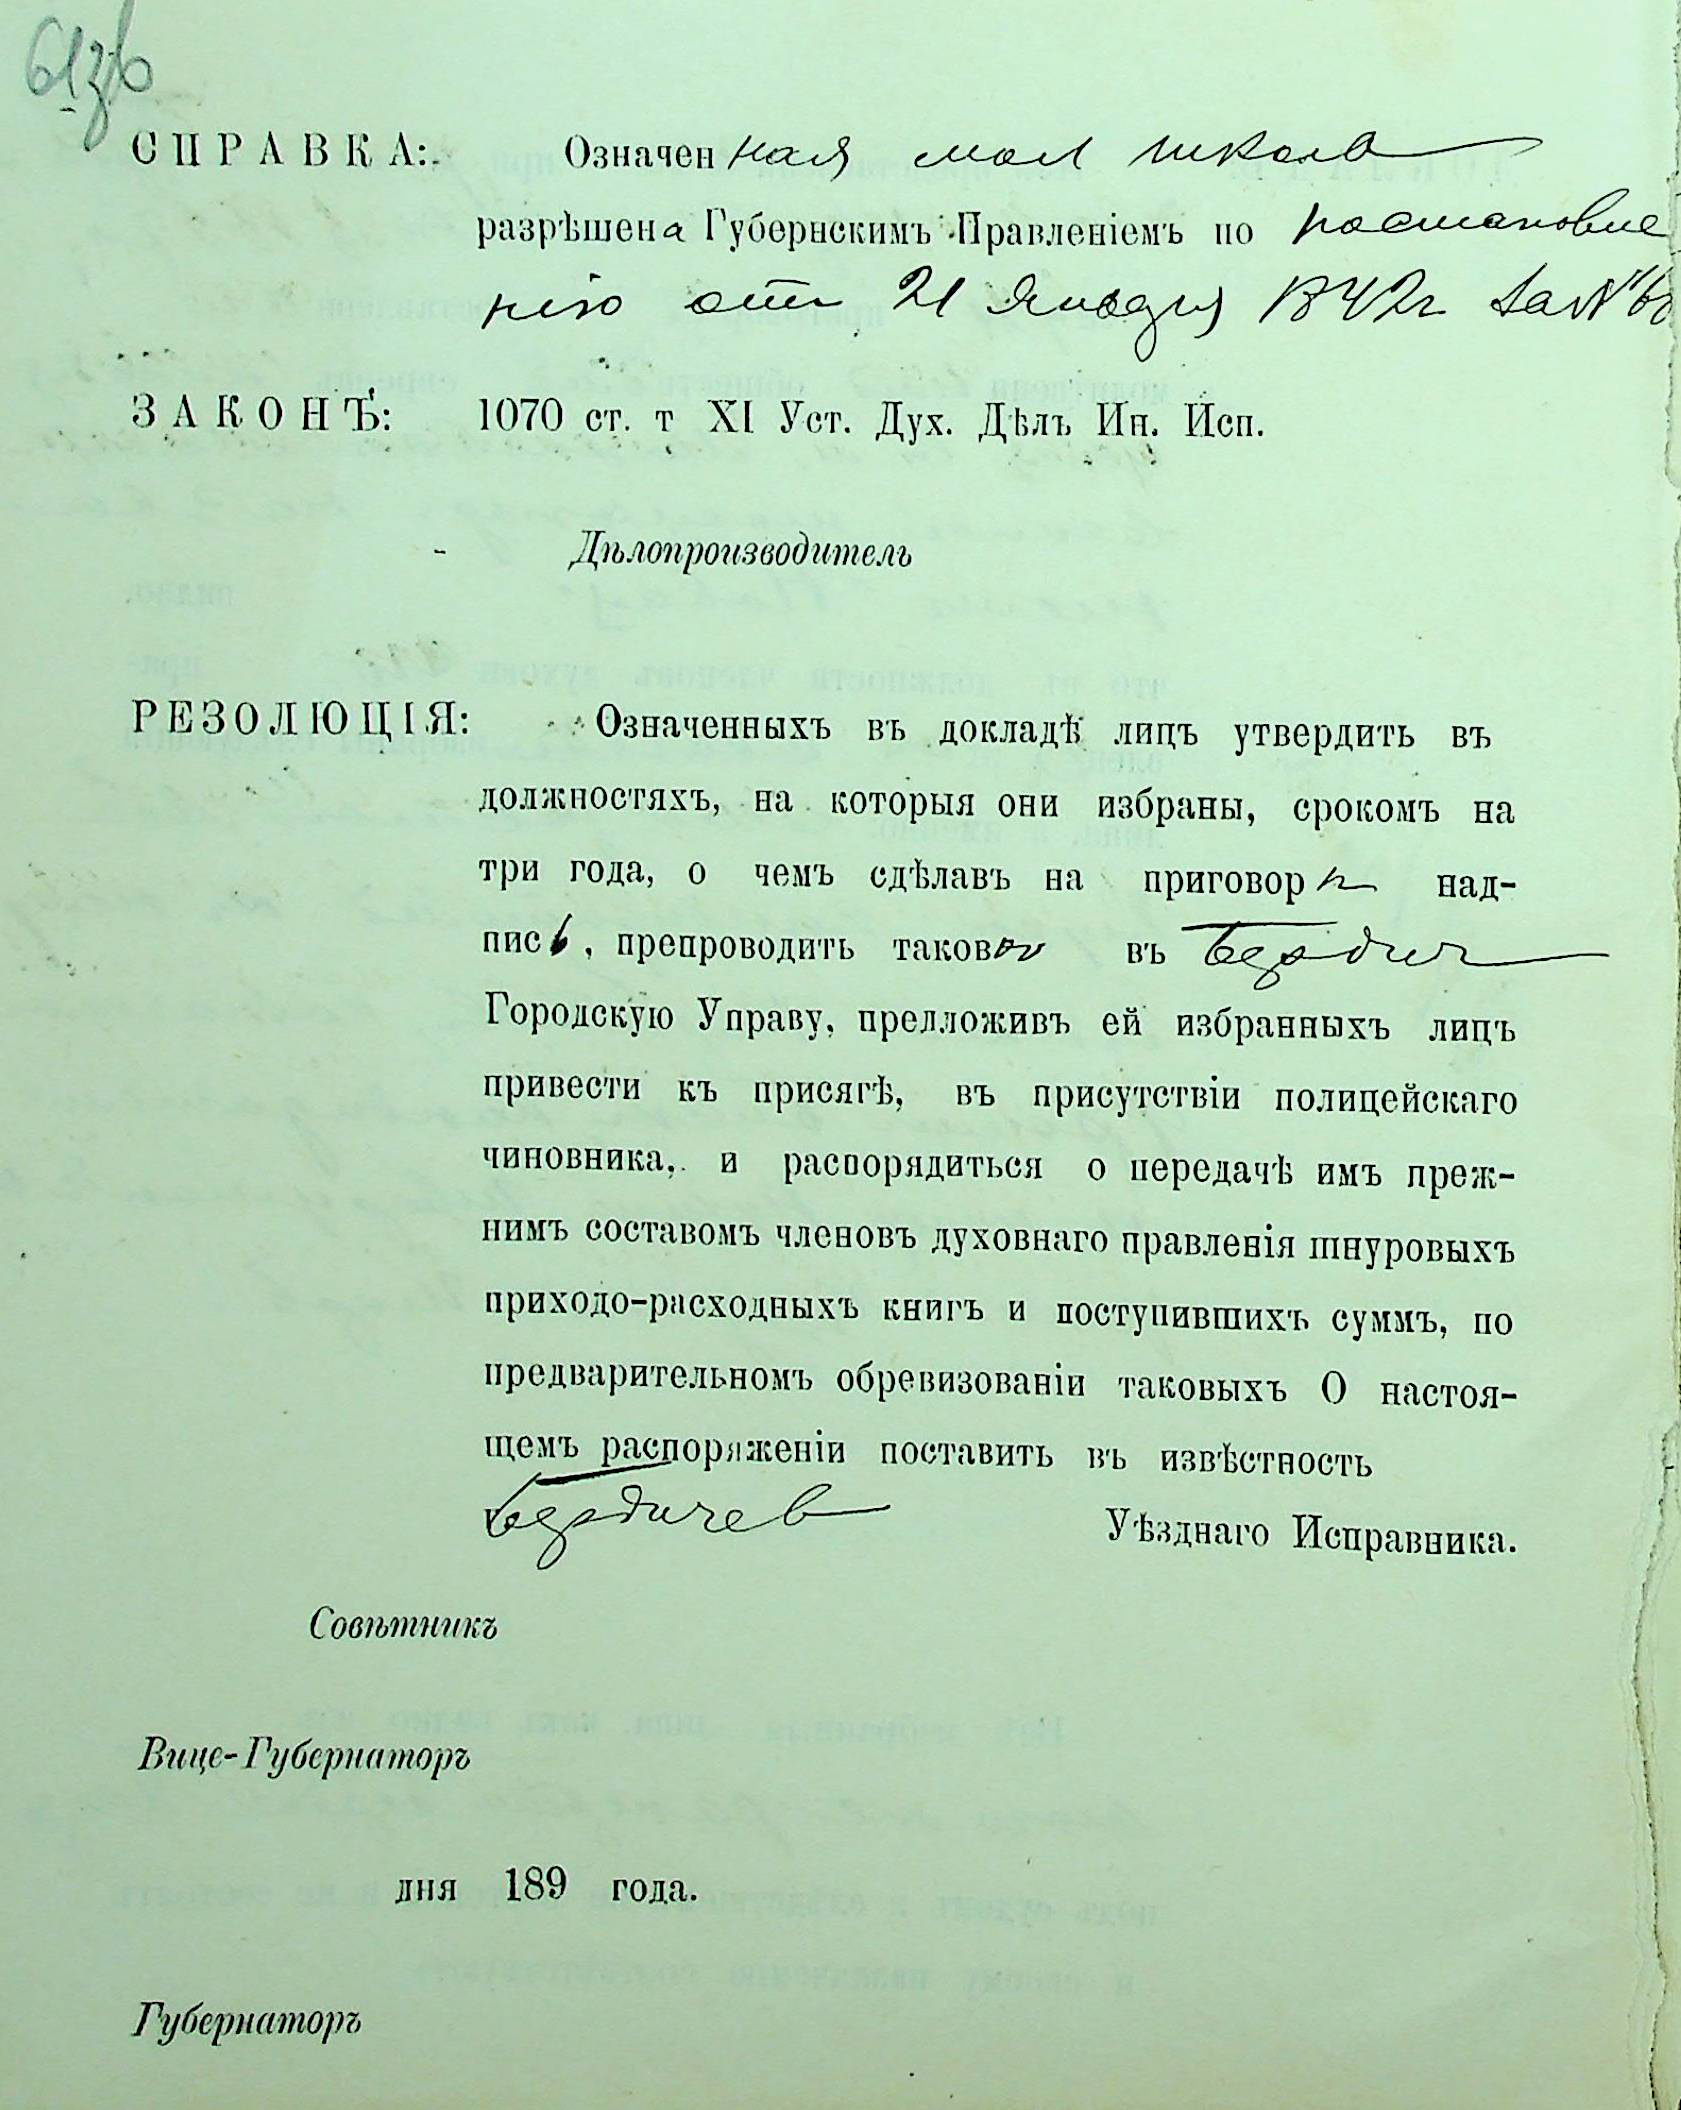 61зв
СПРАВКА: Означенная мол школа
разрѣшена Губернскимъ Правленіемъ по постановле
нію отъ 21 Января 1842г за №
ЗАКОНЪ: 1070 ст. т XI Уст. Дух. Дѣлъ Ин. Исп.
Дѣлопроизводитель
РЕЗОЛЮЦІЯ: Означенныхъ въ докладѣ лицъ утвердить въ
должностяхъ, на которыя они избраны, срокомъ на
три года, о чемъ сдѣлавъ на приговорѣ над-
пись, препроводить таковой въ Бердич
Городскую Управу, предложивъ ей избранныхъ лицъ
привести къ присягѣ, въ присутствіи полицейскаго
чиновника, и распорядиться о передачѣ имъ преж-
нимъ составомъ членовъ духовнаго правленія шнуровыхъ
приходо-расходныхъ книгъ и поступившихъ суммъ, по
предварительномъ обревизованіи таковыхъ О настоя-
щемъ распоряженіи поставить въ извѣстность
Бердичев Уѣзднаго Исправника.
Совѣтникъ
Вице-Губернаторъ
дня 189 года.
Губернаторъ